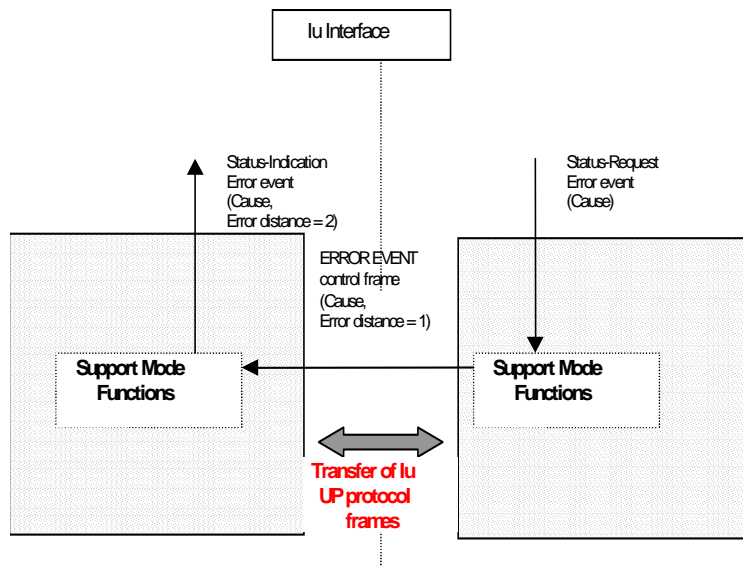 Iu Interface
Status-Indication
Error event
(Cause,
Error distance = 2)
Status-Request
Error event
(Cause)
ERROR EVENT
control frame
(Cause,
Error distance = 1)
Support Mode
Functions
Support Mode
Functions
Transfer of Iu
UP protocol
frames